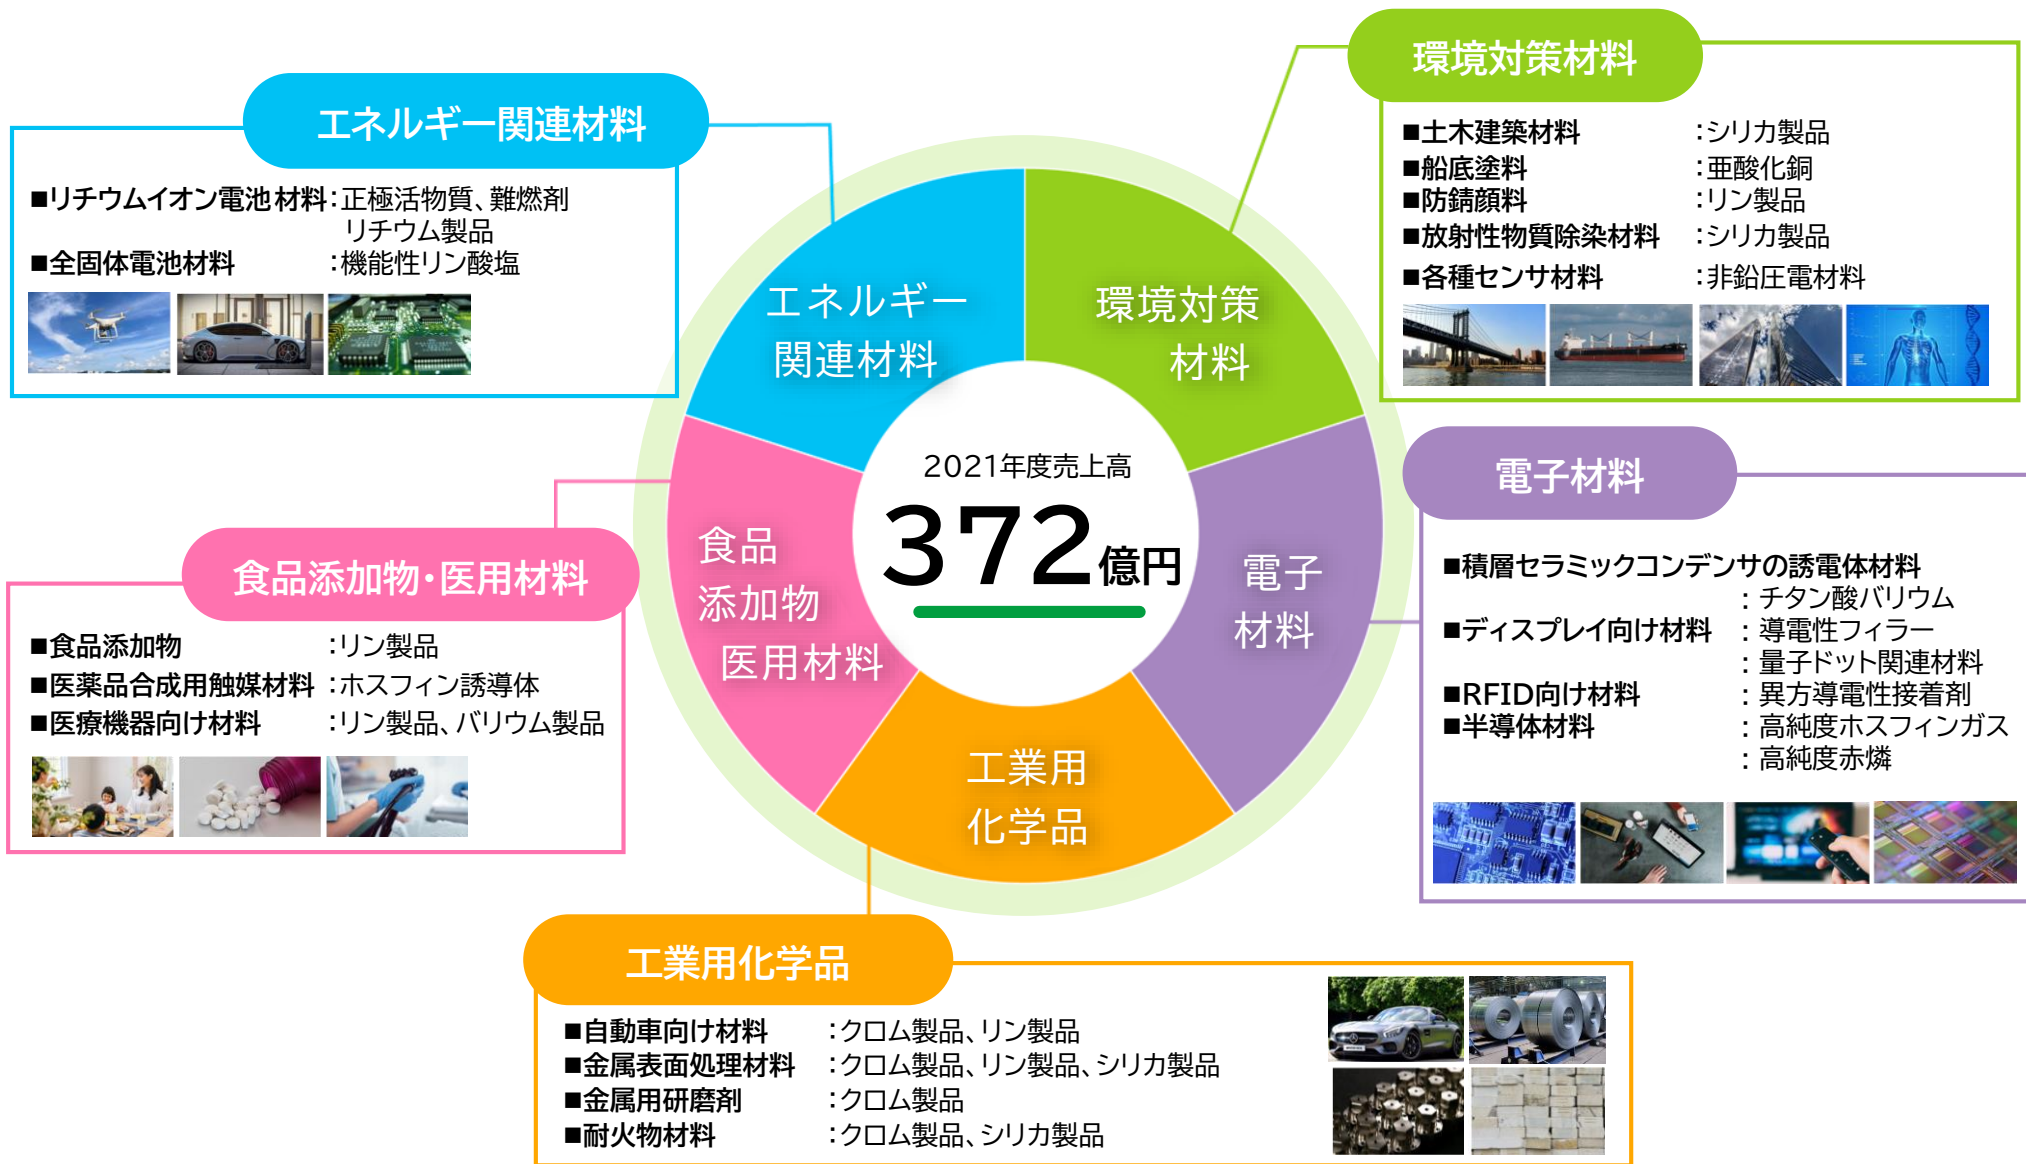 環境対策材料
■土木建築材料 ：シリカ製品
■船底塗料 ：亜酸化銅
■防錆顔料 ：リン製品
■放射性物質除染材料 ：シリカ製品
■各種センサ材料 ：非鉛圧電材料
エネルギー関連材料
■リチウムイオン電池材料：正極活物質、難燃剤
リチウム製品
■全固体電池材料 ：機能性リン酸塩
エネルギー
関連材料
環境対策
材料
2021年度売上高
372億円
食品
添加物
医用材料
電子
材料
工業用
化学品
電子材料
■積層セラミックコンデンサの誘電体材料
：チタン酸バリウム
■ディスプレイ向け材料 ：導電性フィラー
：量子ドット関連材料
■RFID向け材料 ：異方導電性接着剤
■半導体材料 ：高純度ホスフィンガス
：高純度赤燐
食品添加物・医用材料
■食品添加物 ：リン製品
■医薬品合成用触媒材料 ：ホスフィン誘導体
■医療機器向け材料 ：リン製品、バリウム製品
工業用化学品
■自動車向け材料 ：クロム製品、リン製品
■金属表面処理材料 ：クロム製品、リン製品、シリカ製品
■金属用研磨剤 ：クロム製品
■耐火物材料 ：クロム製品、シリカ製品